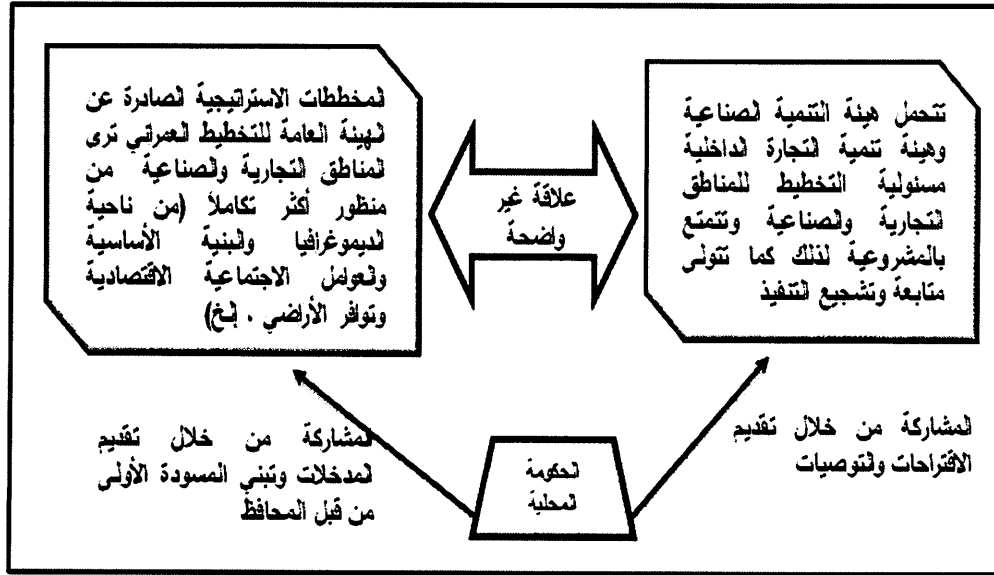 تتحمل هيئة التنمية الصناعية
وهيئة تنمية التجارة الداخلية
مسئولية التخطيط للمناطق
التجارية والصناعية وتتمتع
بالمشروعية لذلك كما تتولى
متابعة وتشجيع التنفيذ
علاقة غير
واضحة
المخططات الاستراتيجية الصادرة عن
الهيئة العامة للتخطيط العمراني ترى
المناطق التجارية والصناعية من
منظور أكثر تكاملاً (من ناحية
الديموغرافيا والبنية الأساسية
والعوامل الاجتماعية الاقتصادية
وتوافر الأراضي . إلخ)
المشاركة من خلال تقديم
الاقتراحات والتوصيات
الحكومة
المحلية
المشاركة من خلال تقديم
المدخلات وتبني المسودة الأولى
من قبل المحافظ